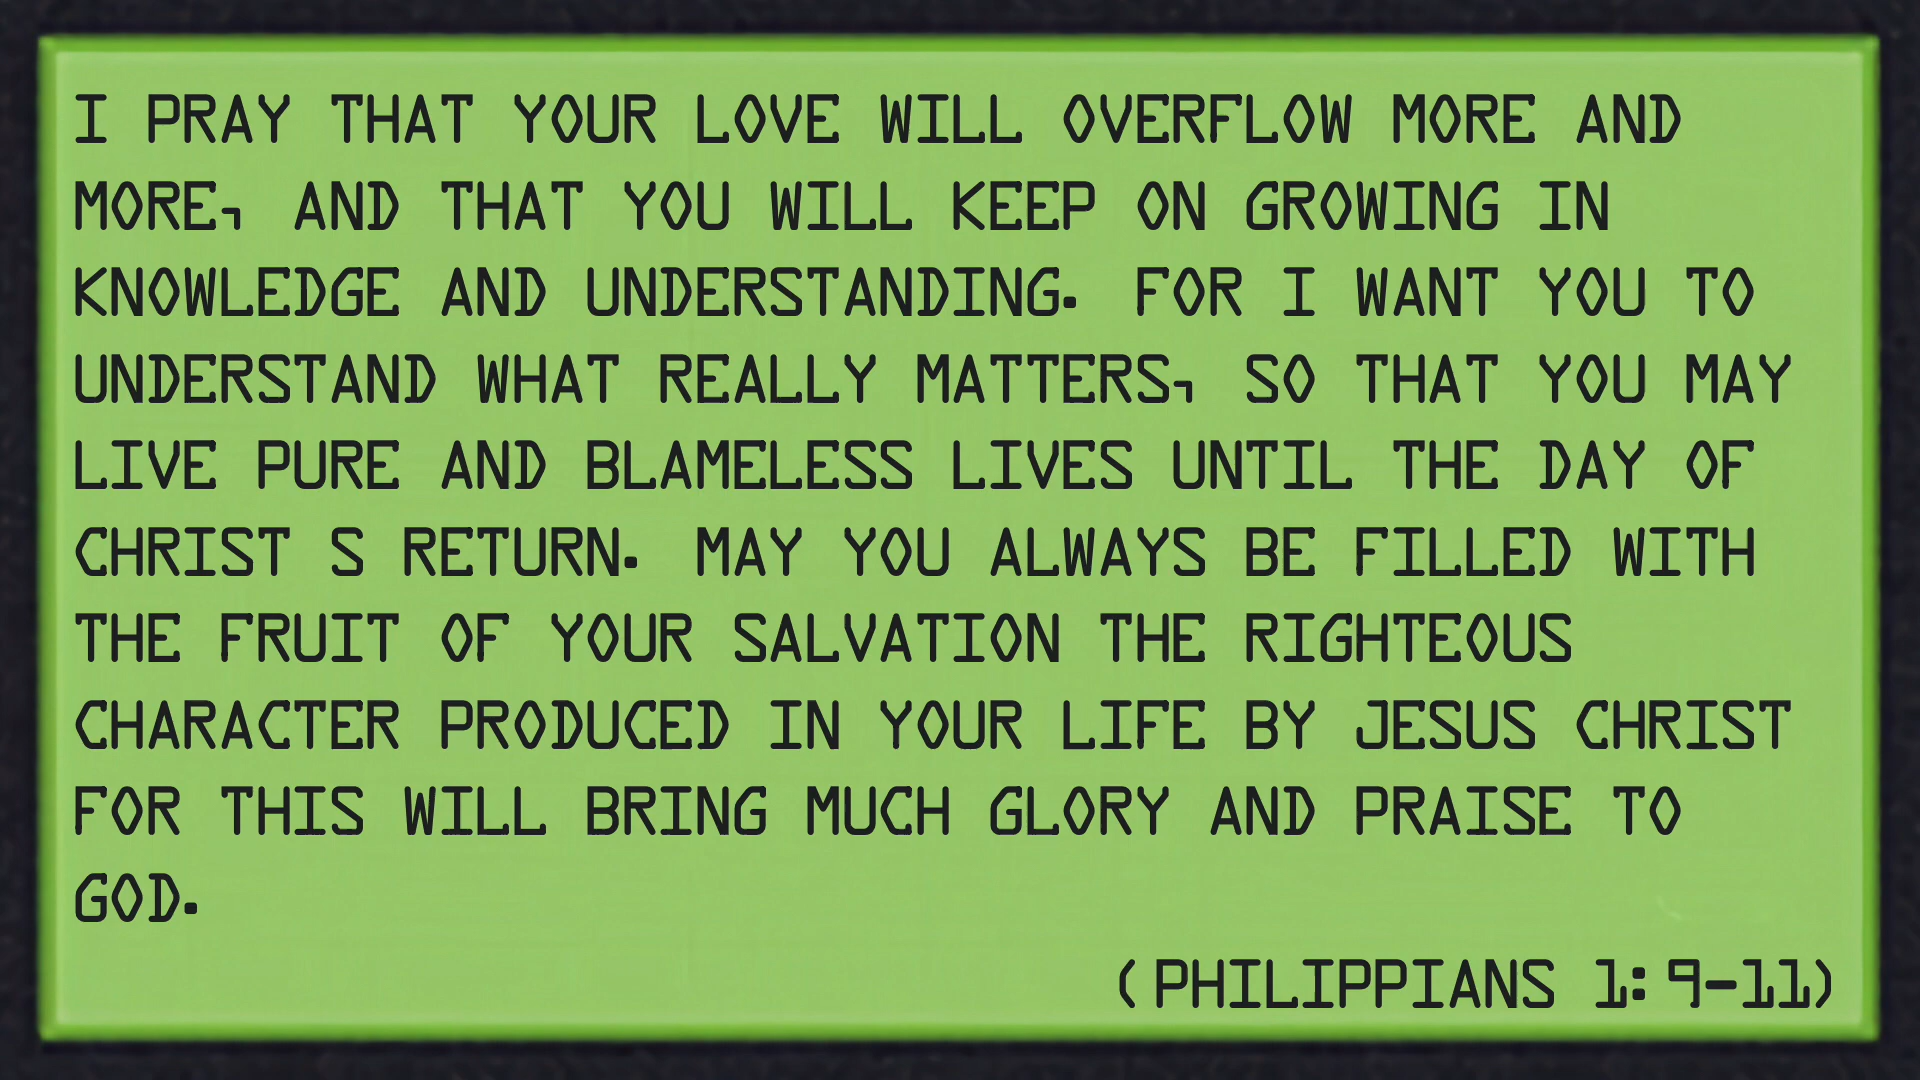 I PRAY THAT YOUR LOVE WILL OVERFLOW MORE AND
MORE, AND THAT YOU WILL KEEP ON GROWING IN
KNOWLEDGE AND UNDERSTANDING. FOR I WANT YOU TO
UNDERSTAND WHAT REALLY MATTERS, SO THAT YOU MAY
LIVE PURE AND BLAMELESS LIVES UNTIL THE DAY OF
CHRIST S RETURN. MAY YOU ALWAYS BE FILLED WITH
THE FRUIT OF YOUR SALVATION THE RIGHTEOUS
CHARACTER PRODUCED IN YOUR LIFE BY JESUS CHRIST
FOR THIS WILL BRING MUCH GLORY AND PRAISE TO
GOD.
(PHILIPPIANS 1:9-11)